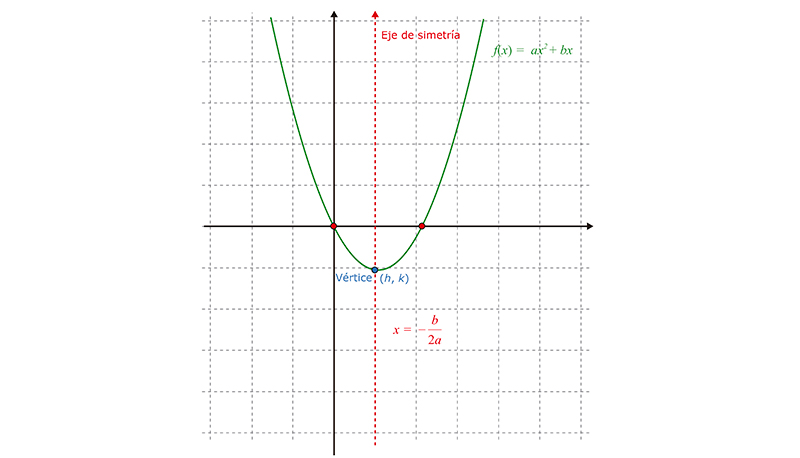 Eje de simetría
f(x) = ax² + bx
Vértice (h, k)
x = − b/2a